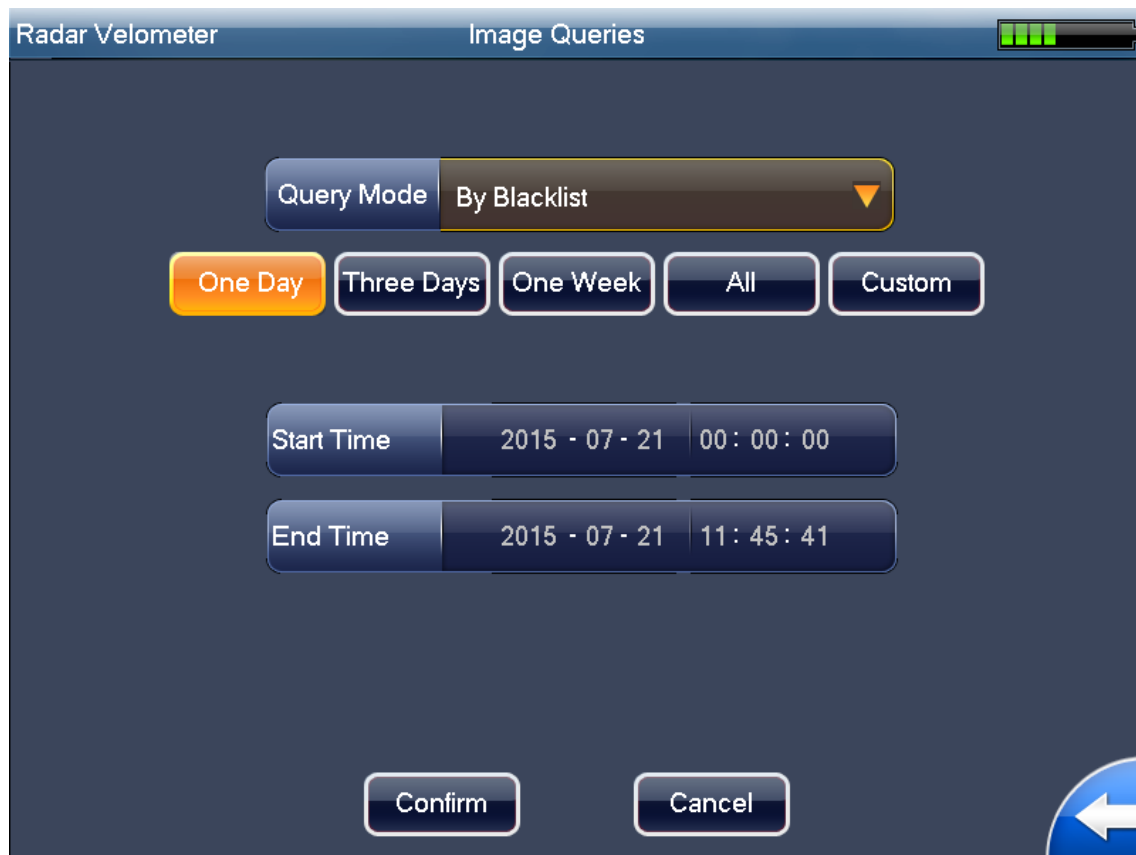 Radar Velometer Image Queries
Query Mode By Blacklist
One Day Three Days One Week All Custom
Start Time 2015 - 07 - 21 00 : 00 : 00
End Time 2015 - 07 - 21 11 : 45 : 41
Confirm Cancel